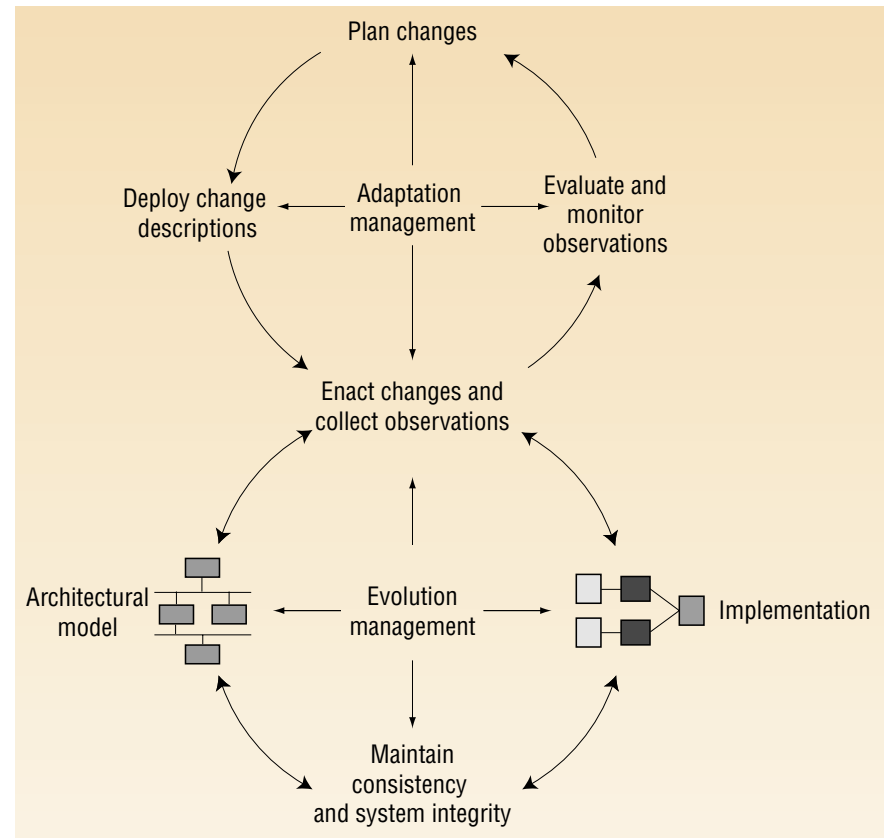 Plan changes
Deploy change
descriptions
Adaptation
management
Evaluate and
monitor
observations
Enact changes and
collect observations
Architectural
model
Evolution
management
Implementation
Maintain
consistency
and system integrity